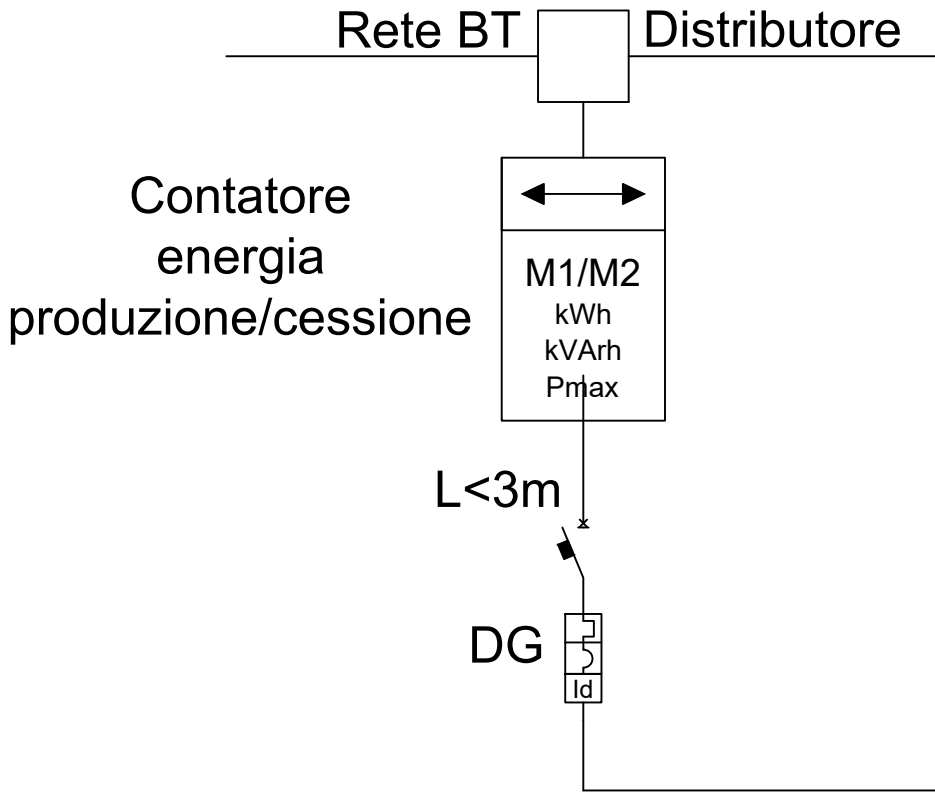 Rete BT
Distributore
Contatore
energia
produzione/cessione
M1/M2
kWh
kVArh
Pmax
L<3m
DG
Id